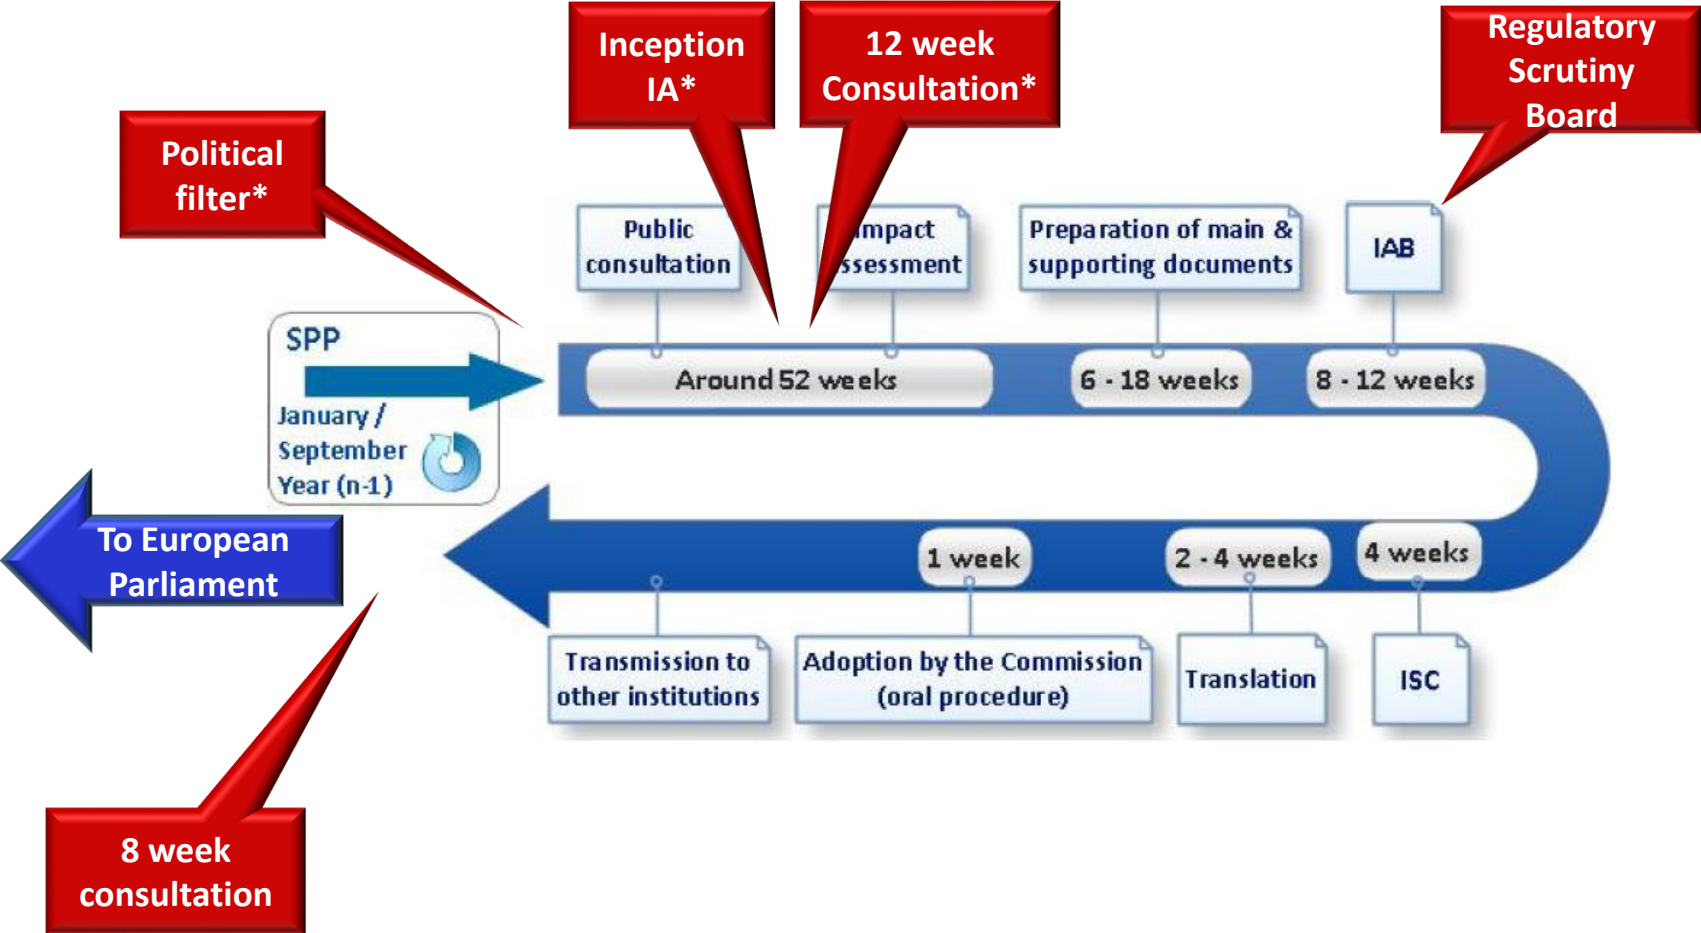 Inception
IA*
12 week
Consultation*
Regulatory
Scrutiny
Board
Political
filter*
Public
consultation
Impact
ssessment
Preparation of main &
supporting documents
IAB
SPP
January /
September
Year (n-1)
Around 52 weeks
6 - 18 weeks
8 - 12 weeks
To European
Parliament
1 week
2 - 4 weeks
4 weeks
Transmission to
other institutions
Adoption by the Commission
(oral procedure)
Translation
ISC
8 week
consultation